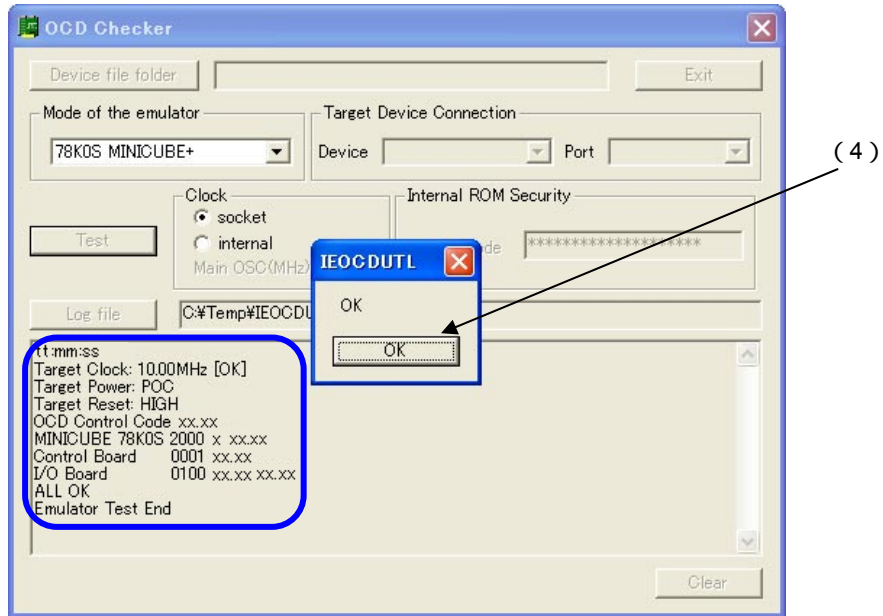 OCD Checker
Device file folder
Exit
Mode of the emulator
Target Device Connection
78K0S MINICUBE+
Device
Port
(4)
Clock
Internal ROM Security
socket
Test
internal
de
********************
Main OSC(MHz)
IEOCDUTL
OK
OK
Log file
C:¥Temp¥IEOCDU
tt:mm:ss
Target Clock: 10.00MHz [OK]
Target Power: POC
Target Reset: HIGH
OCD Control Code xx.xx
MINICUBE 78K0S 2000 x xx.xx
Control Board 0001 xx.xx
I/O Board 0100 xx.xx xx.xx
ALL OK
Emulator Test End
Clear